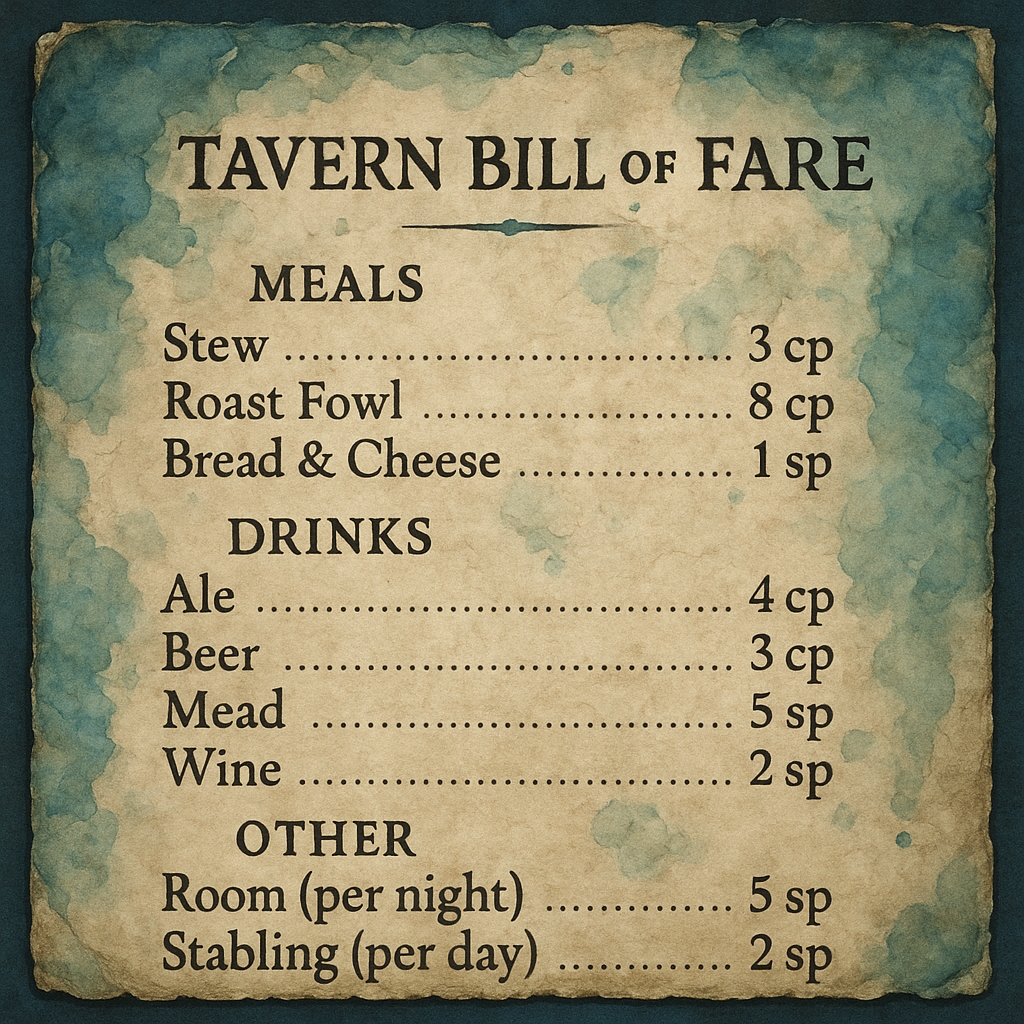 TAVERN BILL OF FARE
MEALS
Stew ................................. 3 cp
Roast Fowl ....................... 8 cp
Bread & Cheese ................ 1 sp
DRINKS
Ale ................................... 4 cp
Beer ................................. 3 cp
Mead ............................... 5 sp
Wine ................................ 2 sp
OTHER
Room (per night) .............. 5 sp
Stabling (per day) ............. 2 sp